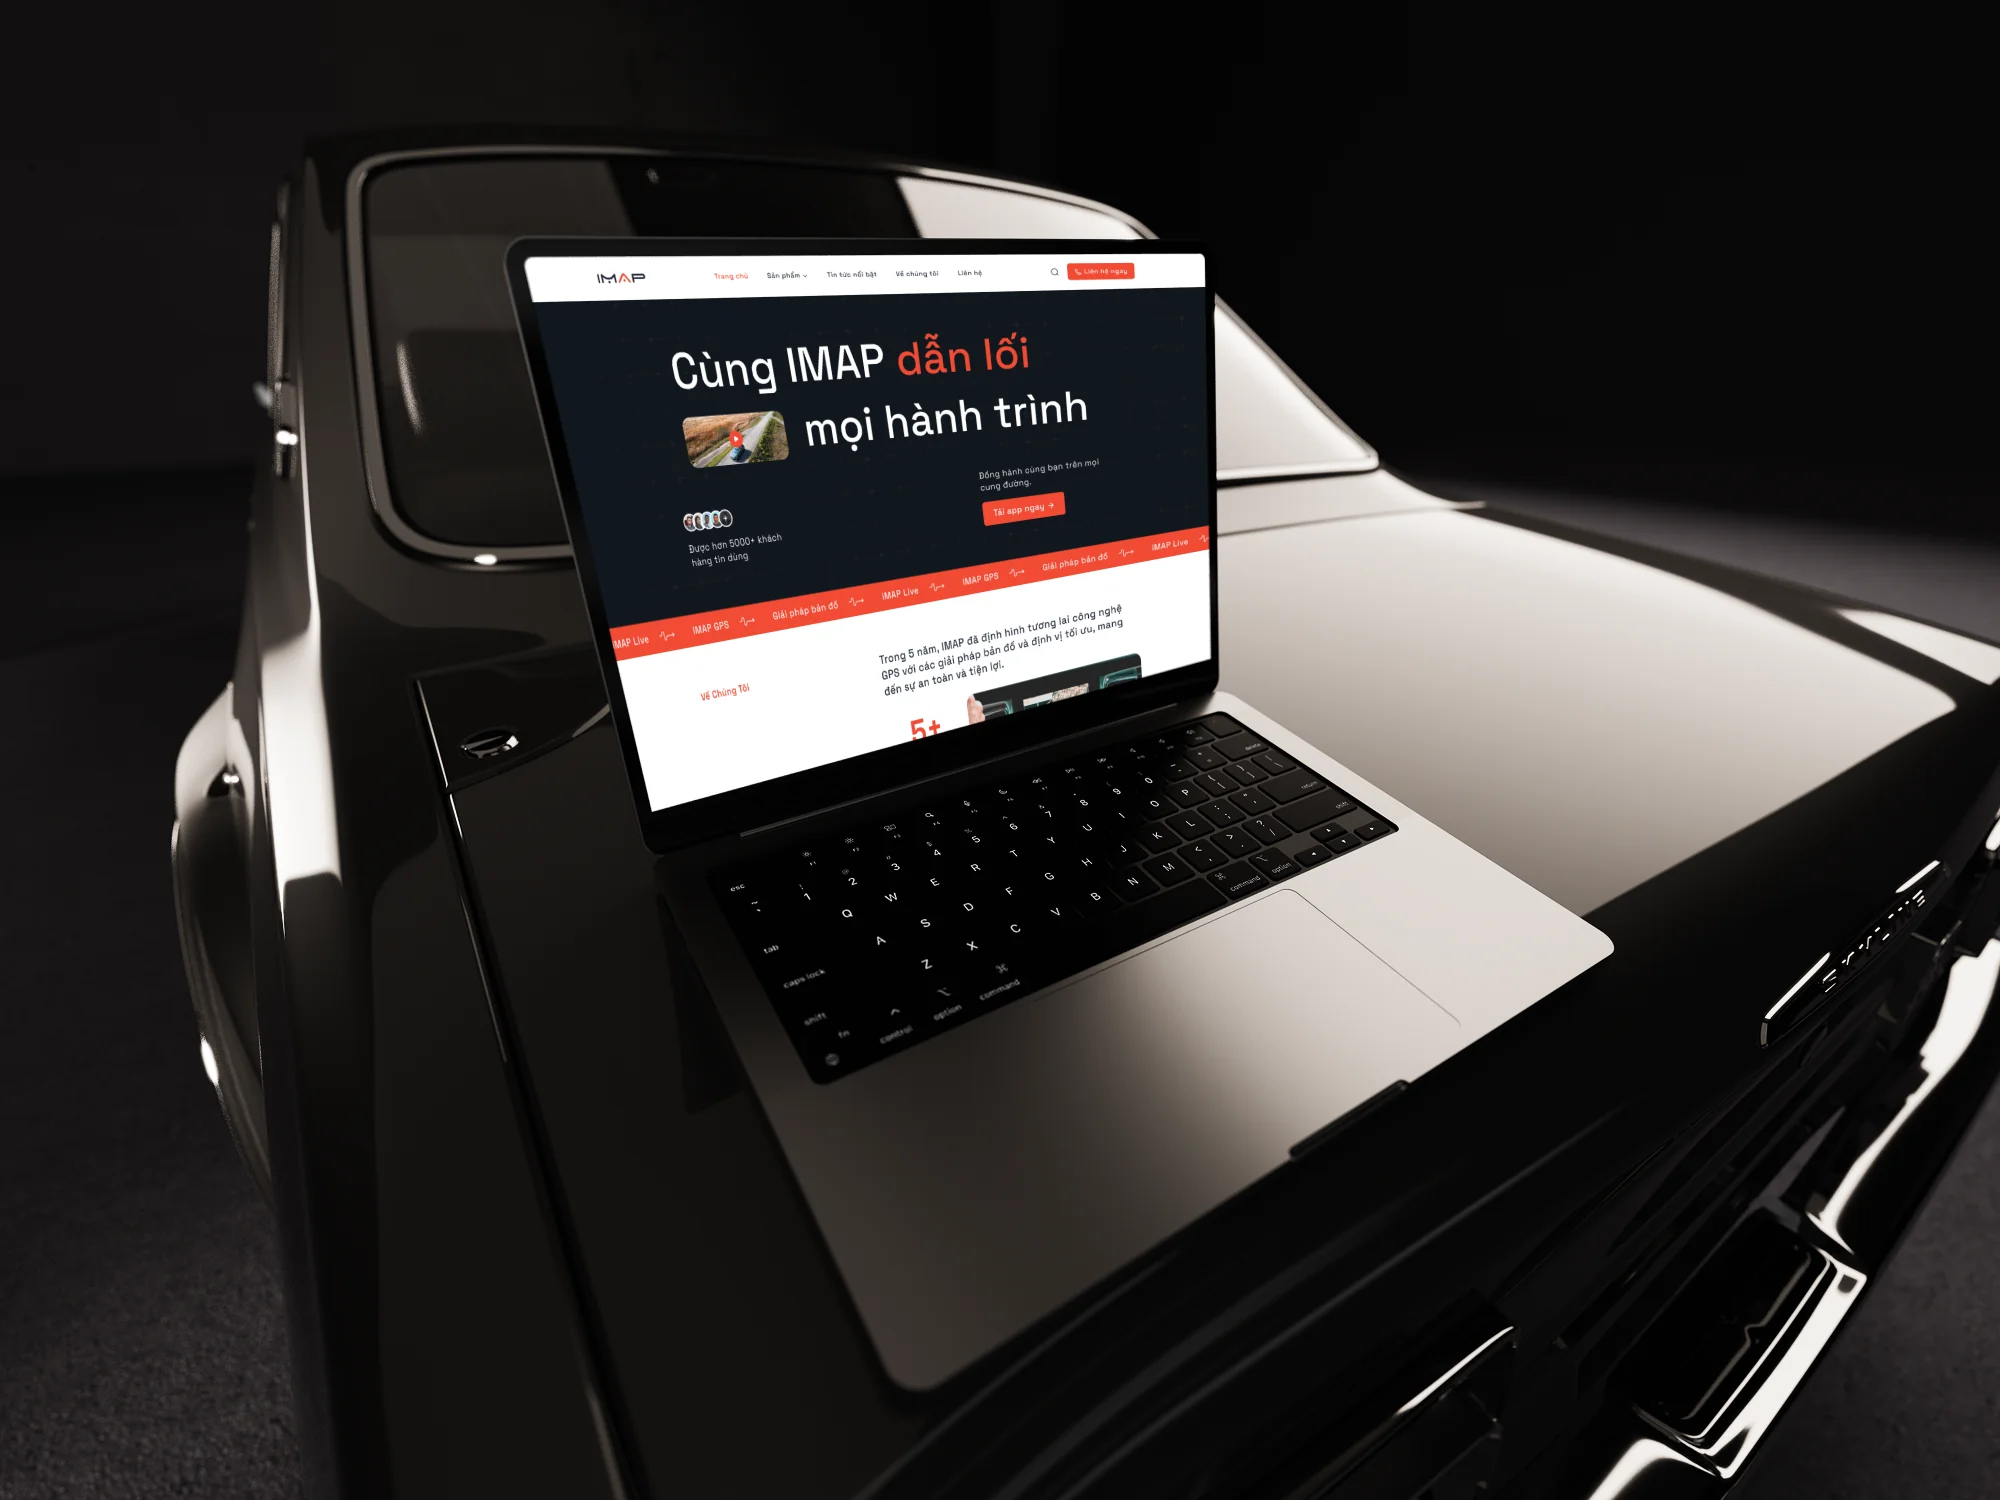 IMAP
Trang chủ Sản phẩm Tin tức nổi bật Về chúng tôi Liên hệ Liên hệ ngay
Cùng IMAP dẫn lối
mọi hành trình
Đồng hành cùng bạn trên mọi
cung đường.
Tải app ngay →
Được hơn 5000+ khách
hàng tin dùng
IMAP Live IMAP GPS Giải pháp bản đồ IMAP Live IMAP GPS Giải pháp bản đồ IMAP Live
Về Chúng Tôi
Trong 5 năm, IMAP đã định hình tương lai công nghệ
GPS với các giải pháp bản đồ và định vị tối ưu, mang
đến sự an toàn và tiện lợi.
5+
esc
~ ` ! 1 @ 2 3 $ 4 % 5 ^ 6 & 7 8 9 0 - + delete
tab Q W E R T Y U I O P { [ } ] | \
caps lock A S D F G H J K L : ; " ' return
shift Z X C V B N M < , > . ? / shift
fn control option command command option
SKYLINE